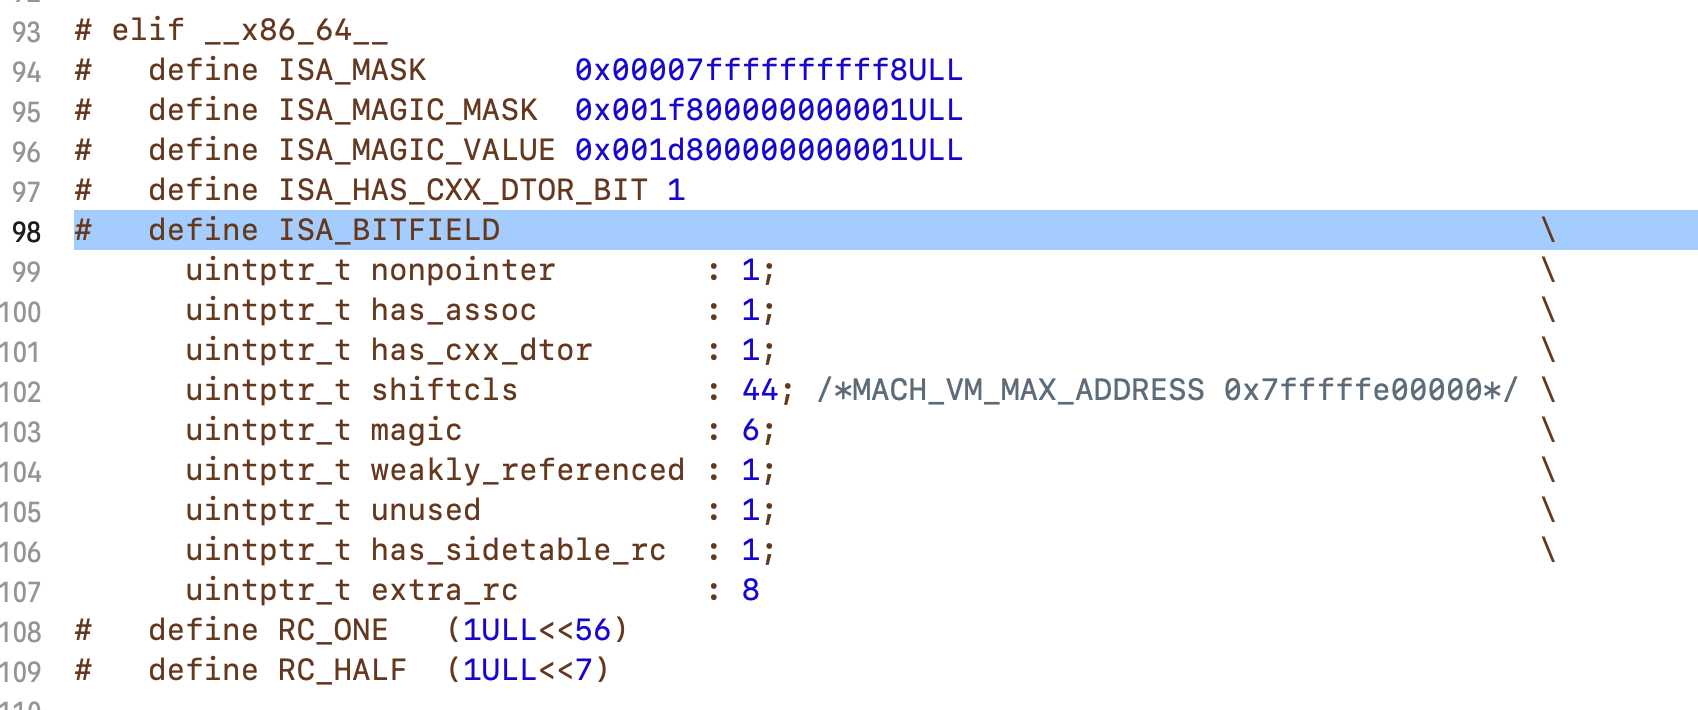 93 # elif __x86_64__
94 #   define ISA_MASK        0x00007ffffffffff8ULL
95 #   define ISA_MAGIC_MASK  0x001f800000000001ULL
96 #   define ISA_MAGIC_VALUE 0x001d800000000001ULL
97 #   define ISA_HAS_CXX_DTOR_BIT 1
98 #   define ISA_BITFIELD                                                        \
99       uintptr_t nonpointer        : 1;                                         \
100       uintptr_t has_assoc         : 1;                                         \
101       uintptr_t has_cxx_dtor      : 1;                                         \
102       uintptr_t shiftcls          : 44; /*MACH_VM_MAX_ADDRESS 0x7fffffe00000*/ \
103       uintptr_t magic             : 6;                                         \
104       uintptr_t weakly_referenced : 1;                                         \
105       uintptr_t unused            : 1;                                         \
106       uintptr_t has_sidetable_rc  : 1;                                         \
107       uintptr_t extra_rc          : 8
108 #   define RC_ONE   (1ULL<<56)
109 #   define RC_HALF  (1ULL<<7)